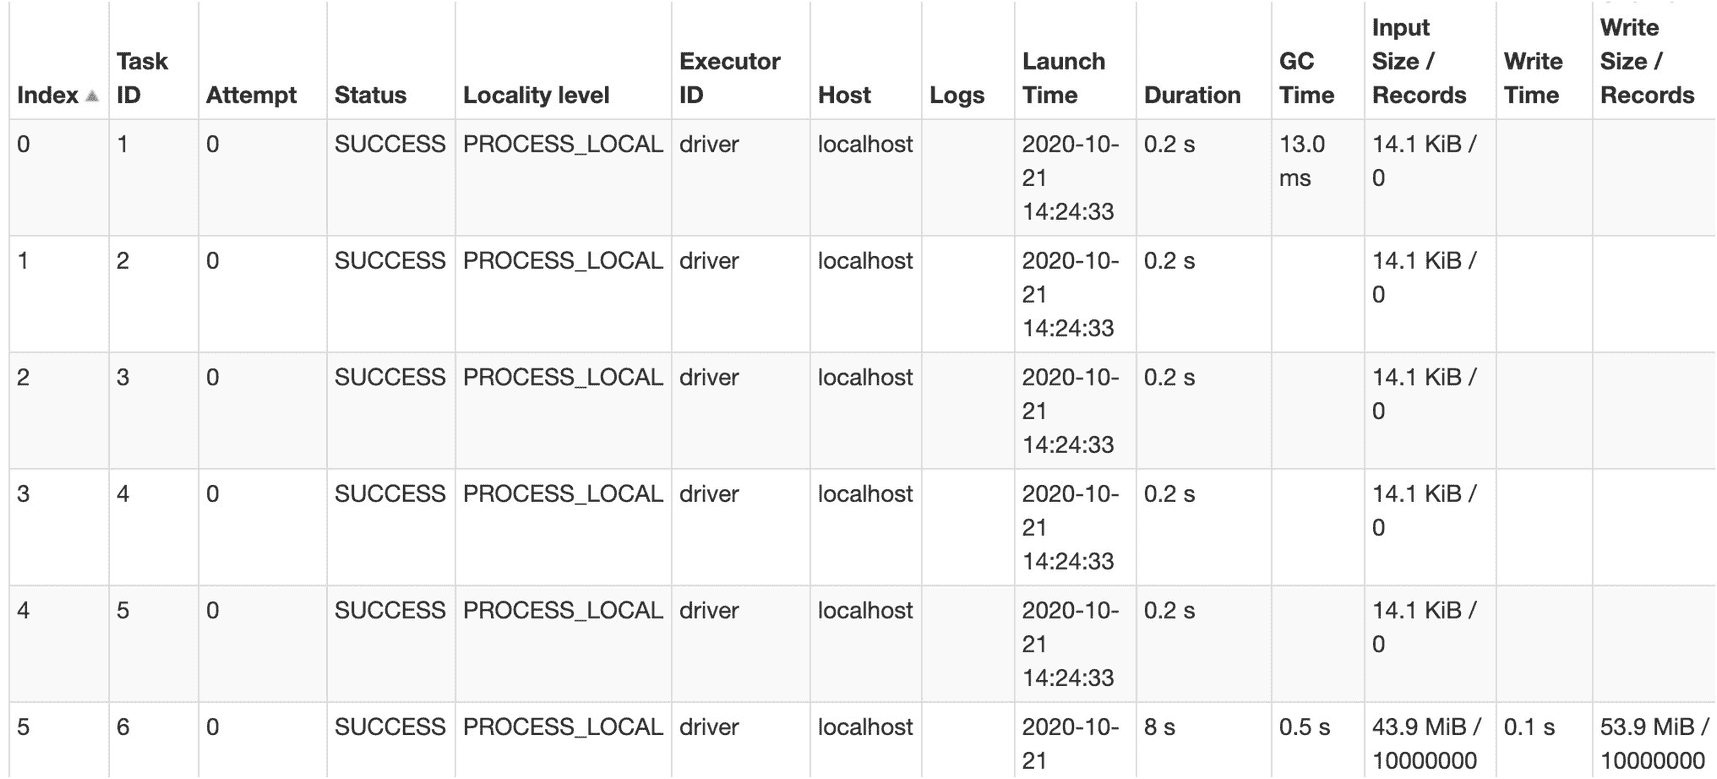 Index Task ID Attempt Status Locality level Executor ID Host Logs Launch Time Duration GC Time Input Size / Records Write Time Write Size / Records
0 1 0 SUCCESS PROCESS_LOCAL driver localhost 2020-10-21 14:24:33 0.2 s 13.0 ms 14.1 KiB / 0
1 2 0 SUCCESS PROCESS_LOCAL driver localhost 2020-10-21 14:24:33 0.2 s 14.1 KiB / 0
2 3 0 SUCCESS PROCESS_LOCAL driver localhost 2020-10-21 14:24:33 0.2 s 14.1 KiB / 0
3 4 0 SUCCESS PROCESS_LOCAL driver localhost 2020-10-21 14:24:33 0.2 s 14.1 KiB / 0
4 5 0 SUCCESS PROCESS_LOCAL driver localhost 2020-10-21 14:24:33 0.2 s 14.1 KiB / 0
5 6 0 SUCCESS PROCESS_LOCAL driver localhost 2020-10-21 8 s 0.5 s 43.9 MiB / 10000000 0.1 s 53.9 MiB / 10000000